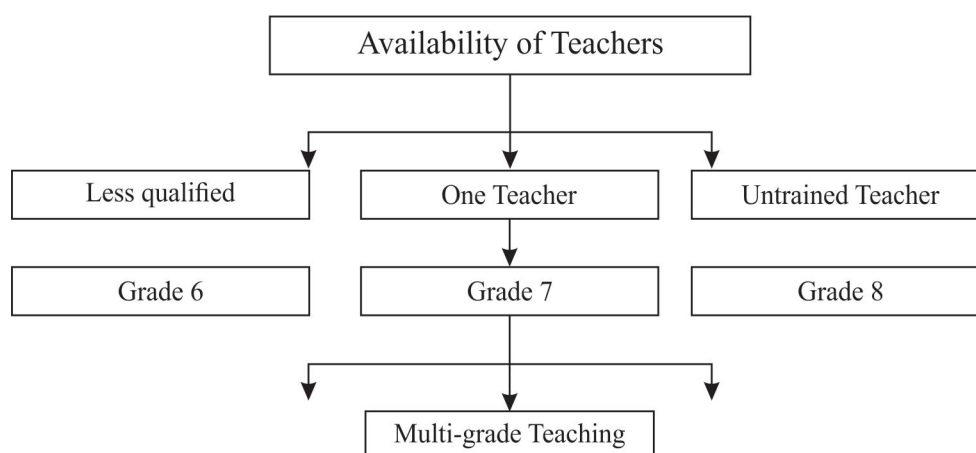 Availability of Teachers
Less qualified
One Teacher
Untrained Teacher
Grade 6
Grade 7
Grade 8
Multi-grade Teaching